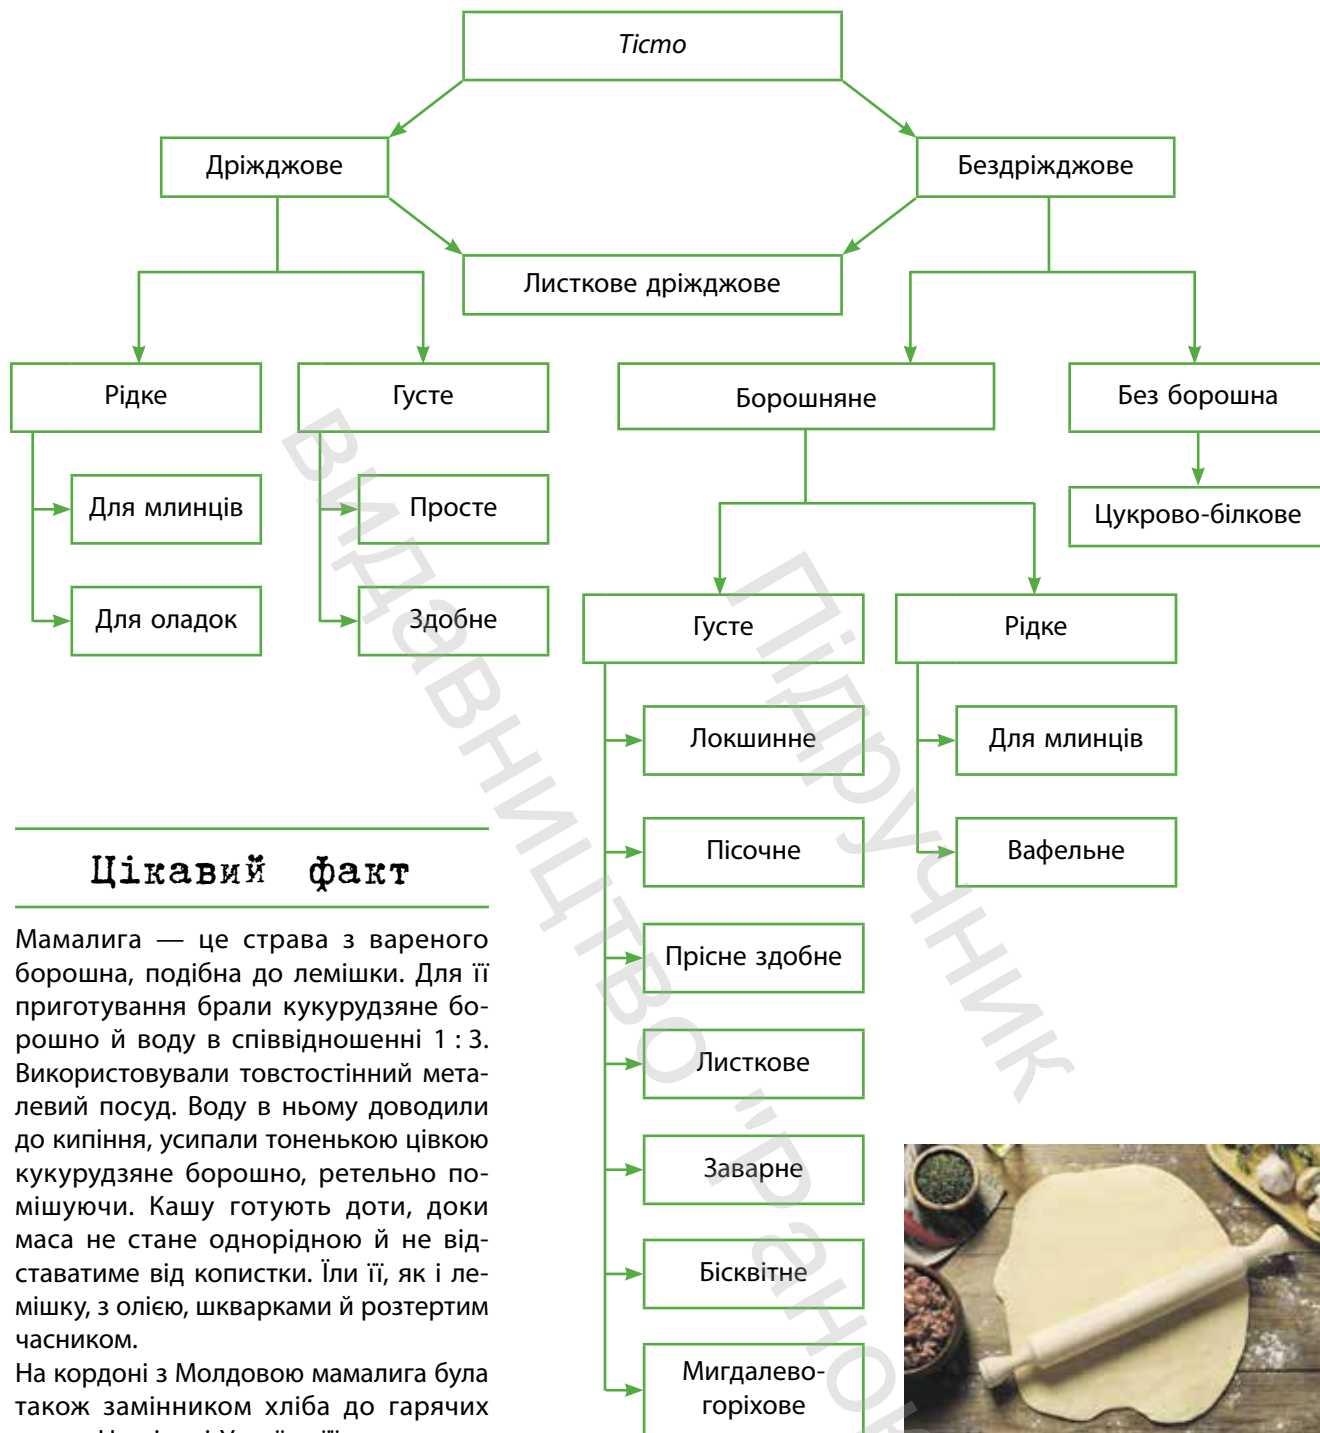 Тісто
Дріжджове
Бездріжджове
Листкове дріжджове
Рідке
Густе
Борошняне
Без борошна
Для млинців
Просте
Цукрово-білкове
Для оладок
Здобне
Густе
Рідке
Локшинне
Для млинців
Пісочне
Вафельне
Прісне здобне
Листкове
Заварне
Бісквітне
Мигдалево-
горіхове
Цікавий факт
Мамалига — це страва з вареного
борошна, подібна до лемішки. Для її
приготування брали кукурудзяне бо-
рошно й воду в співвідношенні 1 : 3.
Використовували товстостінний мета-
левий посуд. Воду в ньому доводили
до кипіння, усипали тоненькою цівкою
кукурудзяне борошно, ретельно по-
мішуючи. Кашу готують доти, доки
маса не стане однорідною й не від-
ставатиме від копистки. Їли її, як і ле-
мішку, з олією, шкварками й розтертим
часником.
На кордоні з Молдовою мамалига була
також замінником хліба до гарячих
Підручник
видавництво "Ранок